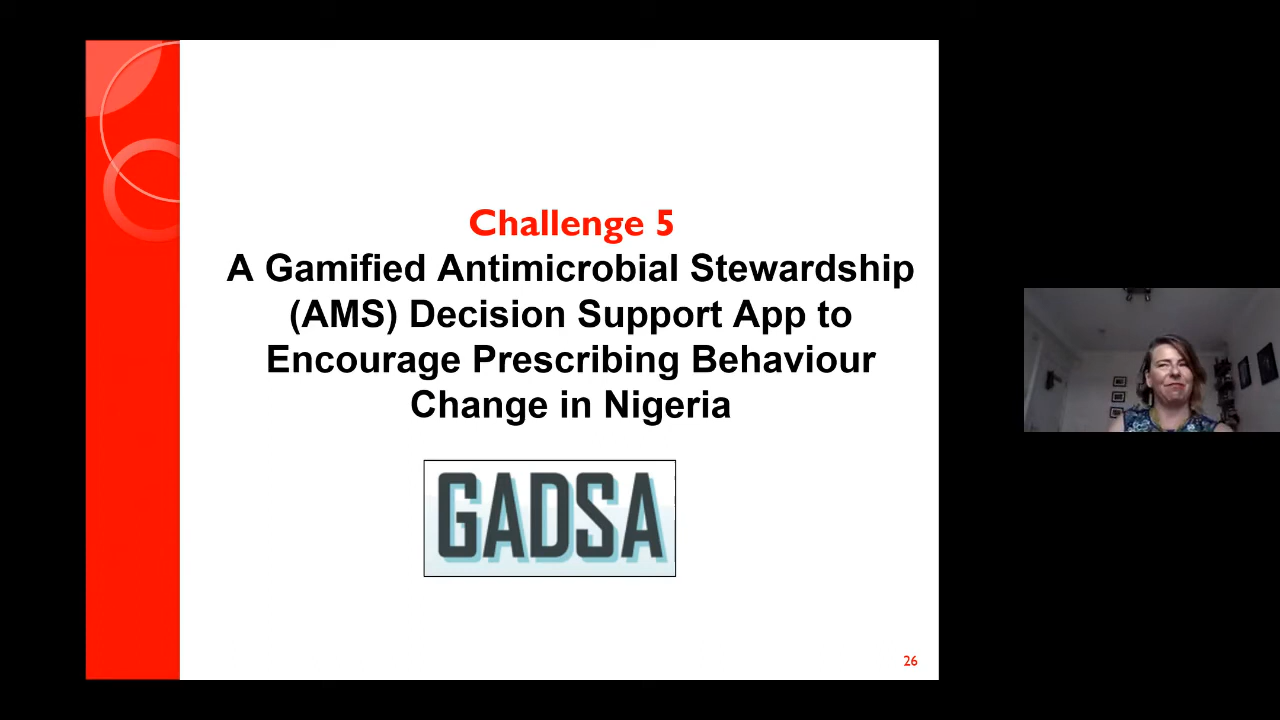 Challenge 5
A Gamified Antimicrobial Stewardship
(AMS) Decision Support App to
Encourage Prescribing Behaviour
Change in Nigeria
GADSA
26